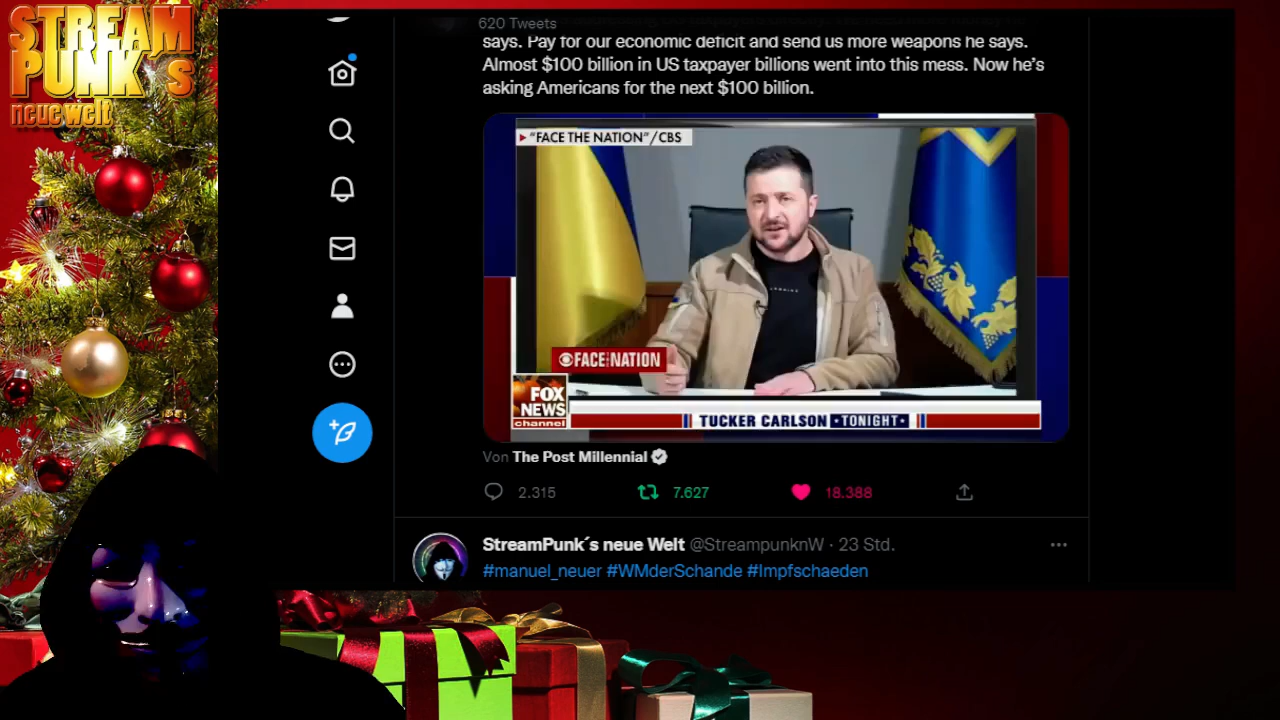 STREAM
PUNK´s
neue welt
620 Tweets
says. Pay for our economic deficit and send us more weapons he says.
Almost $100 billion in US taxpayer billions went into this mess. Now he's
asking Americans for the next $100 billion.
"FACE THE NATION"/CBS
FACE THE NATION
FOX
NEWS
channel
TUCKER CARLSON TONIGHT
Von The Post Millennial
2.315
7.627
18.388
StreamPunk´s neue Welt @StreampunknW · 23 Std.
#manuel_neuer #WMderSchande #Impfschaeden